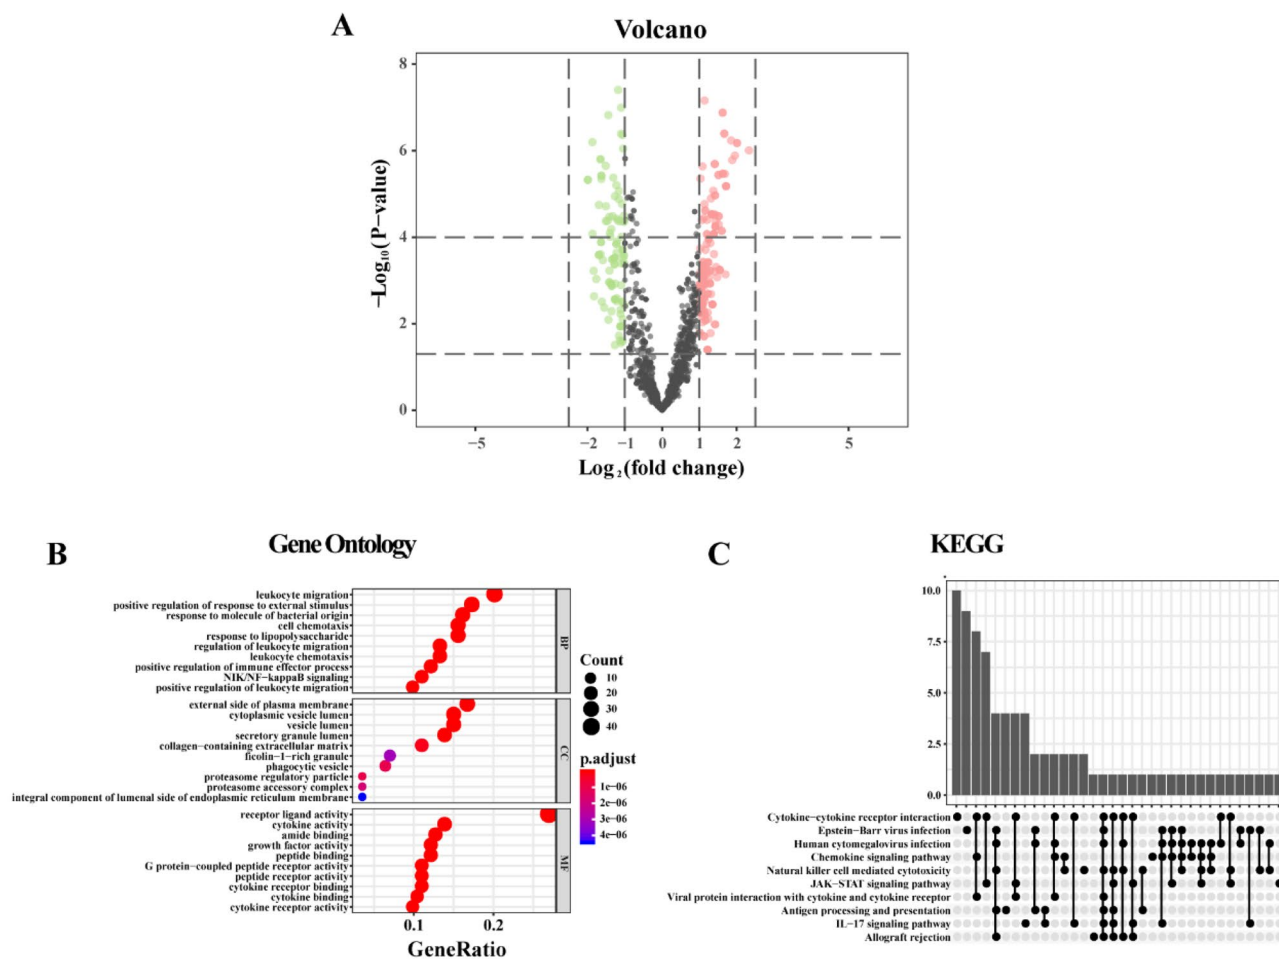 A
Volcano
8
6
4
2
0
−Log₁₀(P−value)
−5
−2
−1
0
1
2
5
Log₂(fold change)
B
Gene Ontology
leukocyte migration
positive regulation of response to external stimulus
response to molecule of bacterial origin
cell chemotaxis
response to lipopolysaccharide
regulation of leukocyte migration
leukocyte chemotaxis
positive regulation of immune effector process
NIK/NF−kappaB signaling
positive regulation of leukocyte migration
BP
external side of plasma membrane
cytoplasmic vesicle lumen
vesicle lumen
secretory granule lumen
collagen−containing extracellular matrix
ficolin−1−rich granule
phagocytic vesicle
proteasome regulatory particle
proteasome accessory complex
integral component of lumenal side of endoplasmic reticulum membrane
CC
receptor ligand activity
cytokine activity
amide binding
growth factor activity
peptide binding
G protein−coupled peptide receptor activity
peptide receptor activity
cytokine receptor binding
cytokine binding
cytokine receptor activity
MF
0.1
0.2
GeneRatio
Count
10
20
30
40
p.adjust
1e−06
2e−06
3e−06
4e−06
C
KEGG
10.0
7.5
5.0
2.5
0.0
Cytokine−cytokine receptor interaction
Epstein−Barr virus infection
Human cytomegalovirus infection
Chemokine signaling pathway
Natural killer cell mediated cytotoxicity
JAK−STAT signaling pathway
Viral protein interaction with cytokine and cytokine receptor
Antigen processing and presentation
IL−17 signaling pathway
Allograft rejection